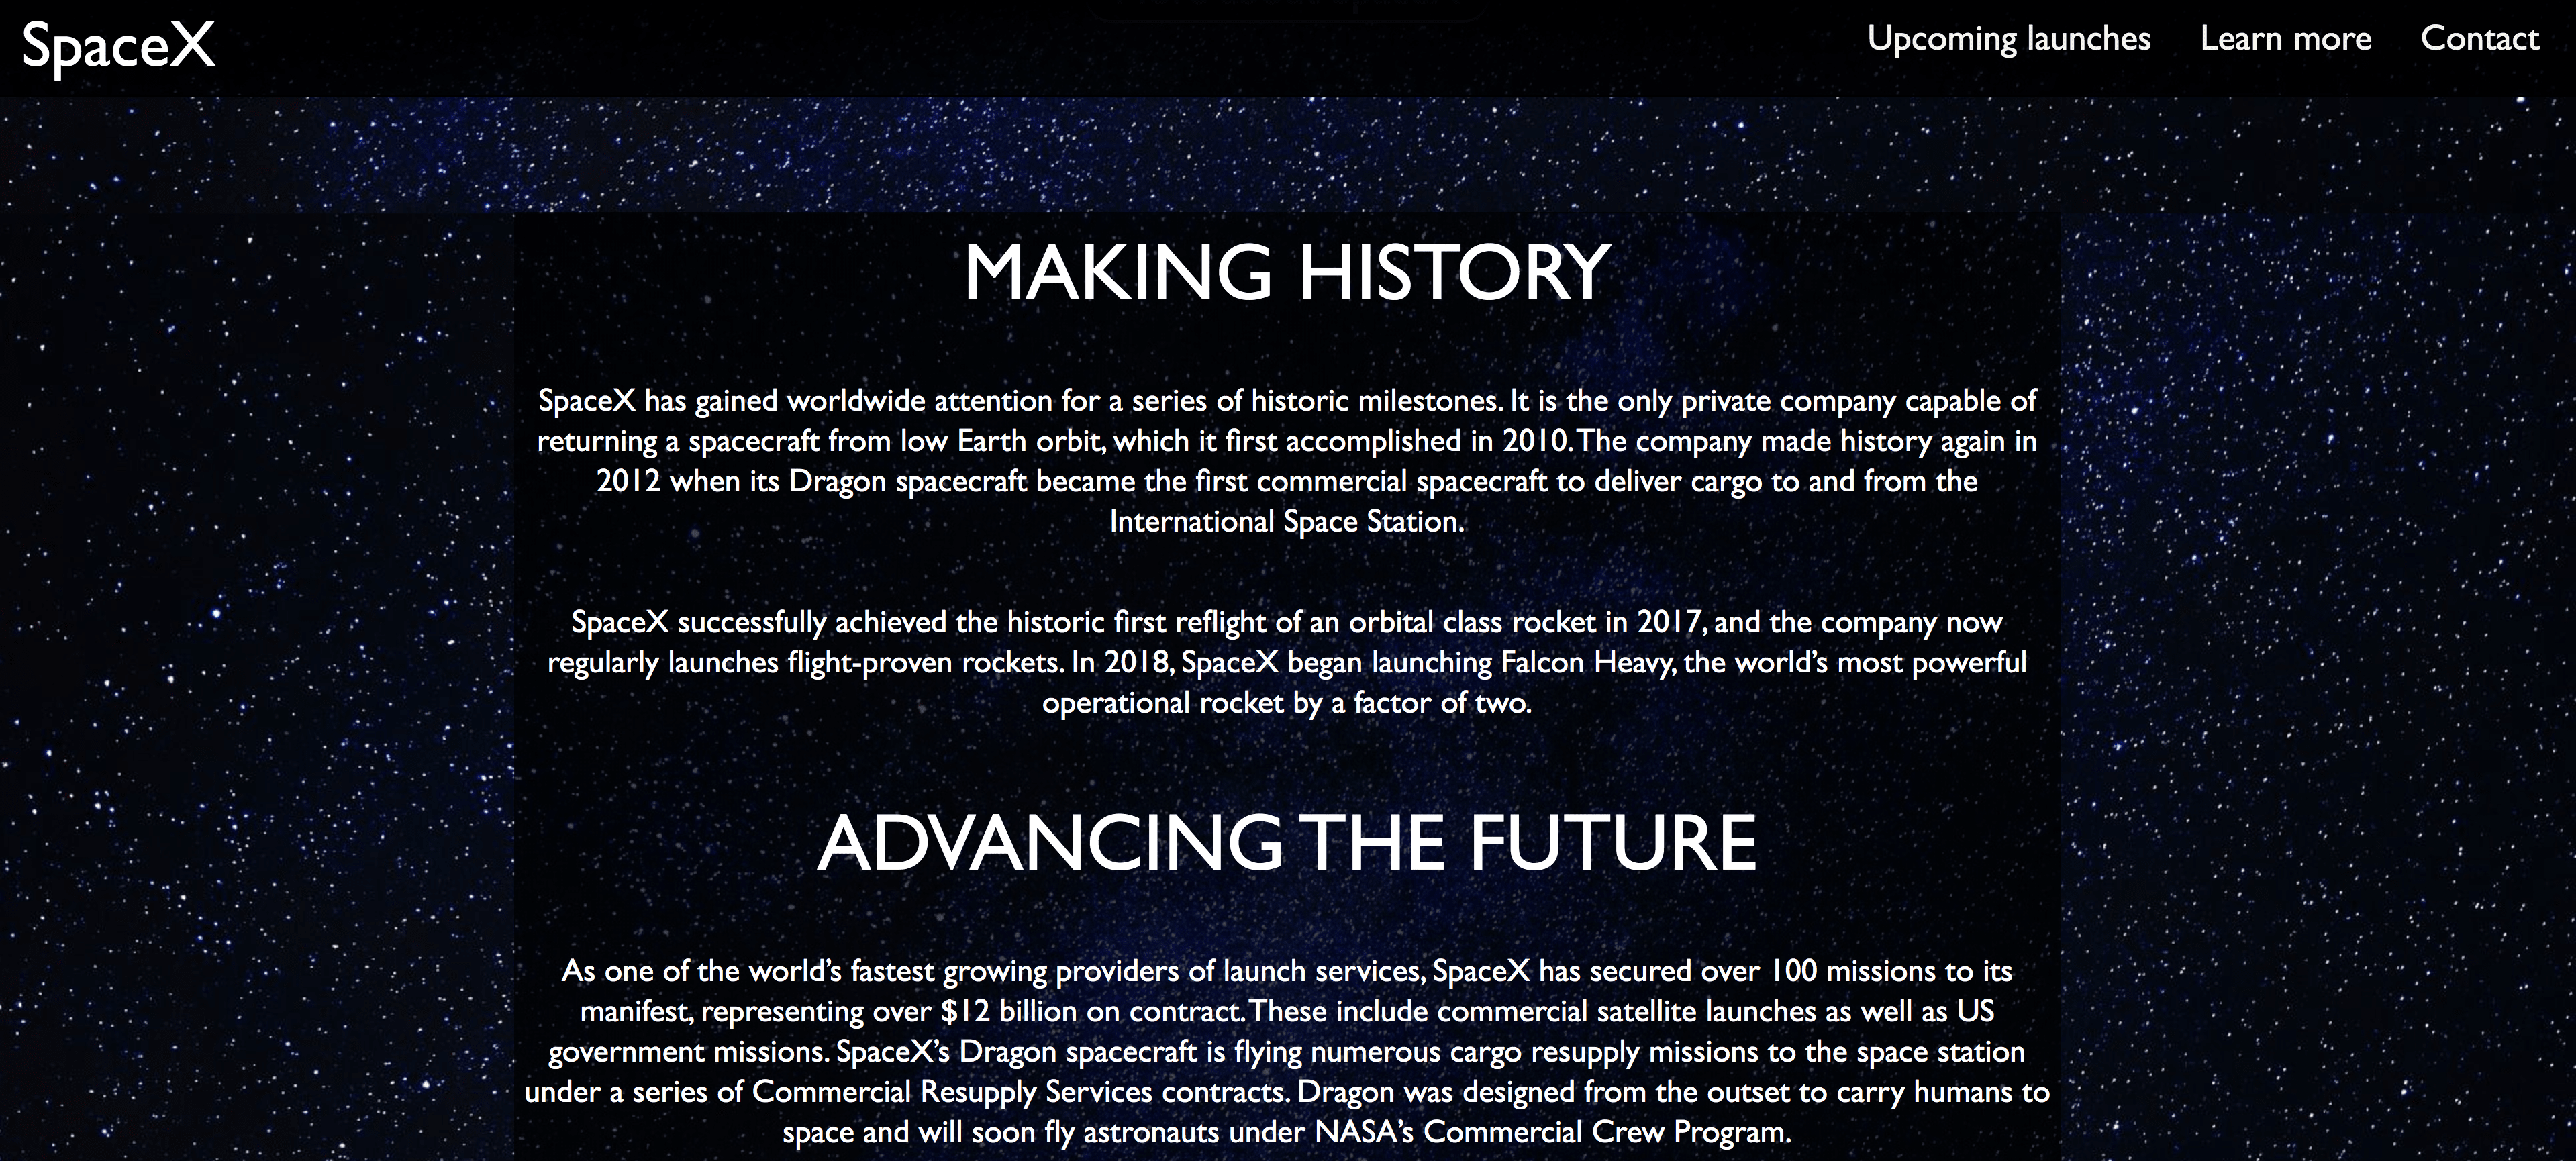 SpaceX
Upcoming launches Learn more Contact
MAKING HISTORY
SpaceX has gained worldwide attention for a series of historic milestones. It is the only private company capable of
returning a spacecraft from low Earth orbit, which it first accomplished in 2010. The company made history again in
2012 when its Dragon spacecraft became the first commercial spacecraft to deliver cargo to and from the
International Space Station.
SpaceX successfully achieved the historic first reflight of an orbital class rocket in 2017, and the company now
regularly launches flight-proven rockets. In 2018, SpaceX began launching Falcon Heavy, the world’s most powerful
operational rocket by a factor of two.
ADVANCING THE FUTURE
As one of the world’s fastest growing providers of launch services, SpaceX has secured over 100 missions to its
manifest, representing over $12 billion on contract. These include commercial satellite launches as well as US
government missions. SpaceX’s Dragon spacecraft is flying numerous cargo resupply missions to the space station
under a series of Commercial Resupply Services contracts. Dragon was designed from the outset to carry humans to
space and will soon fly astronauts under NASA’s Commercial Crew Program.